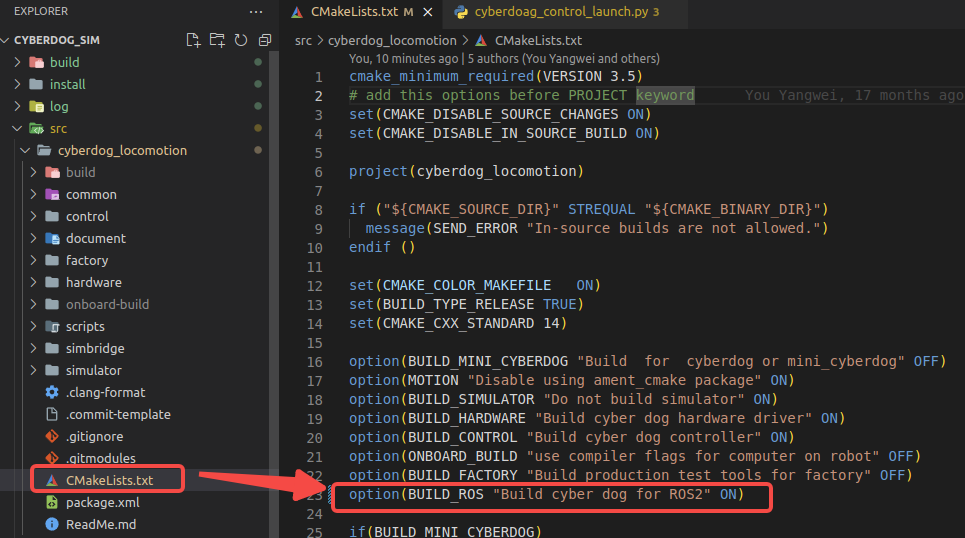 EXPLORER
CYBERDOG_SIM
build
install
log
src
cyberdog_locomotion
build
common
control
document
factory
hardware
onboard-build
scripts
simbridge
simulator
.clang-format
.commit-template
.gitignore
.gitmodules
CMakeLists.txt
package.xml
ReadMe.md
CMakeLists.txt M
cyberdoag_control_launch.py 3
src > cyberdog_locomotion > CMakeLists.txt
You, 10 minutes ago | 5 authors (You Yangwei and others)
1 cmake_minimum_required(VERSION 3.5)
2 # add this options before PROJECT keyword You Yangwei, 17 months ago
3 set(CMAKE_DISABLE_SOURCE_CHANGES ON)
4 set(CMAKE_DISABLE_IN_SOURCE_BUILD ON)
5
6 project(cyberdog_locomotion)
7
8 if ("${CMAKE_SOURCE_DIR}" STREQUAL "${CMAKE_BINARY_DIR}")
9 message(SEND_ERROR "In-source builds are not allowed.")
10 endif ()
11
12 set(CMAKE_COLOR_MAKEFILE ON)
13 set(BUILD_TYPE_RELEASE TRUE)
14 set(CMAKE_CXX_STANDARD 14)
15
16 option(BUILD_MINI_CYBERDOG "Build for cyberdog or mini_cyberdog" OFF)
17 option(MOTION "Disable using ament_cmake package" ON)
18 option(BUILD_SIMULATOR "Do not build simulator" ON)
19 option(BUILD_HARDWARE "Build cyber dog hardware driver" ON)
20 option(BUILD_CONTROL "Build cyber dog controller" ON)
21 option(ONBOARD_BUILD "use compiler flags for computer on robot" OFF)
22 option(BUILD_FACTORY "Build production test tools for factory" OFF)
23 option(BUILD_ROS "Build cyber dog for ROS2" ON)
24
25 if(BUILD_MINI_CYBERDOG)